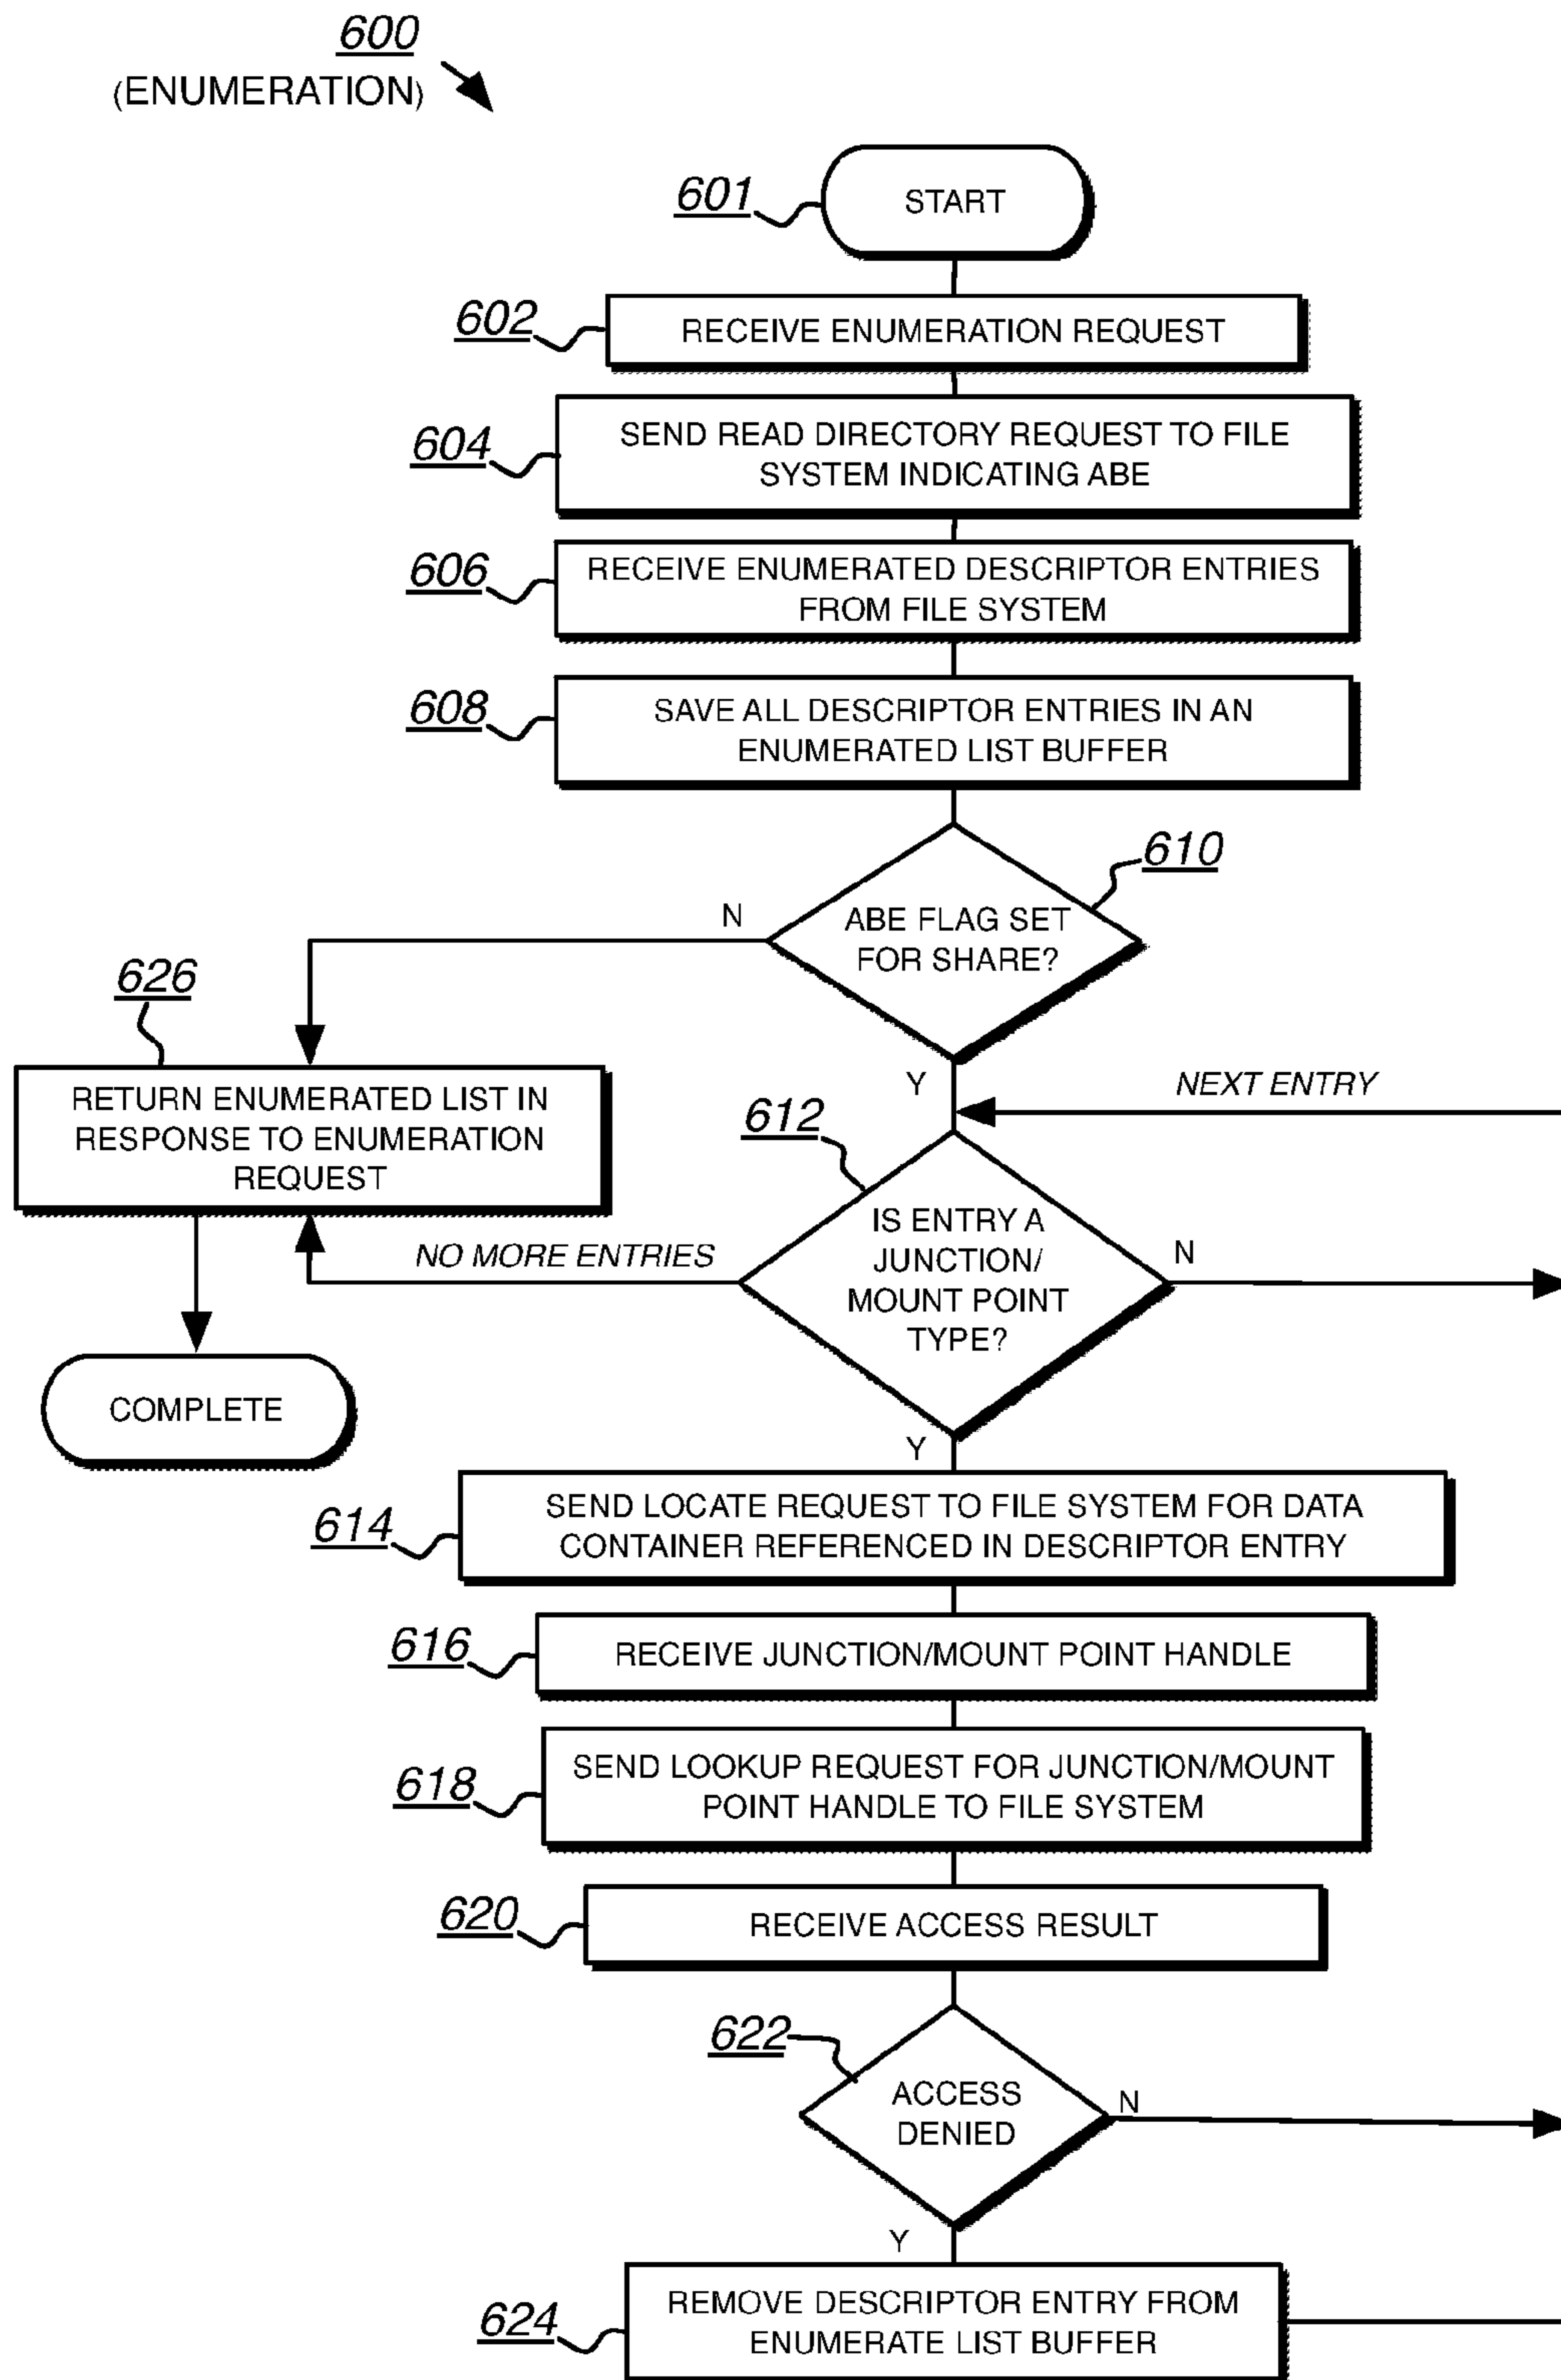 600
(ENUMERATION)
601
START
602
RECEIVE ENUMERATION REQUEST
604
SEND READ DIRECTORY REQUEST TO FILE
SYSTEM INDICATING ABE
606
RECEIVE ENUMERATED DESCRIPTOR ENTRIES
FROM FILE SYSTEM
608
SAVE ALL DESCRIPTOR ENTRIES IN AN
ENUMERATED LIST BUFFER
610
N
ABE FLAG SET
FOR SHARE?
626
RETURN ENUMERATED LIST IN
RESPONSE TO ENUMERATION
REQUEST
Y
NEXT ENTRY
612
IS ENTRY A
JUNCTION/
MOUNT POINT
TYPE?
NO MORE ENTRIES
N
COMPLETE
Y
614
SEND LOCATE REQUEST TO FILE SYSTEM FOR DATA
CONTAINER REFERENCED IN DESCRIPTOR ENTRY
616
RECEIVE JUNCTION/MOUNT POINT HANDLE
618
SEND LOOKUP REQUEST FOR JUNCTION/MOUNT
POINT HANDLE TO FILE SYSTEM
620
RECEIVE ACCESS RESULT
622
ACCESS
DENIED
N
Y
624
REMOVE DESCRIPTOR ENTRY FROM
ENUMERATE LIST BUFFER